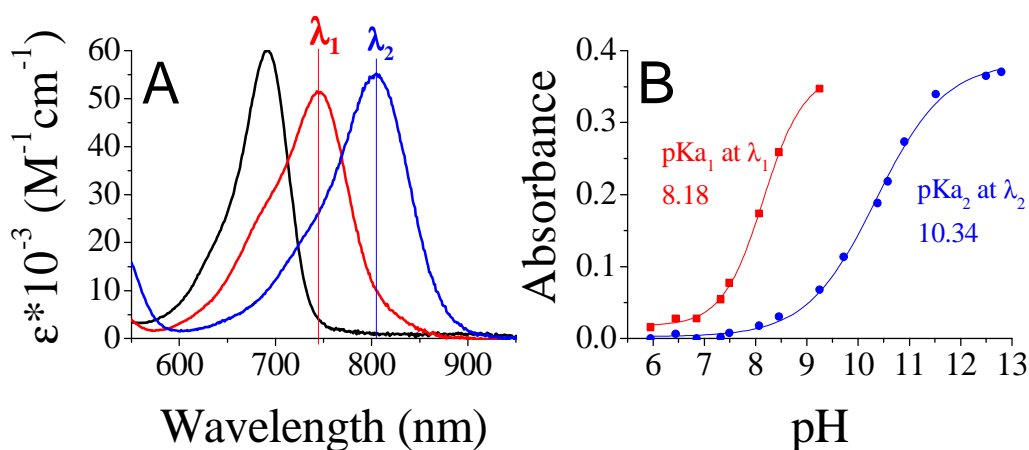 A
λ₁
λ₂
ε*10⁻³ (M⁻¹cm⁻¹)
60
50
40
30
20
10
0
600
700
800
900
Wavelength (nm)
B
Absorbance
0.4
0.3
0.2
0.1
0.0
pKa₁ at λ₁
8.18
pKa₂ at λ₂
10.34
6
7
8
9
10
11
12
13
pH